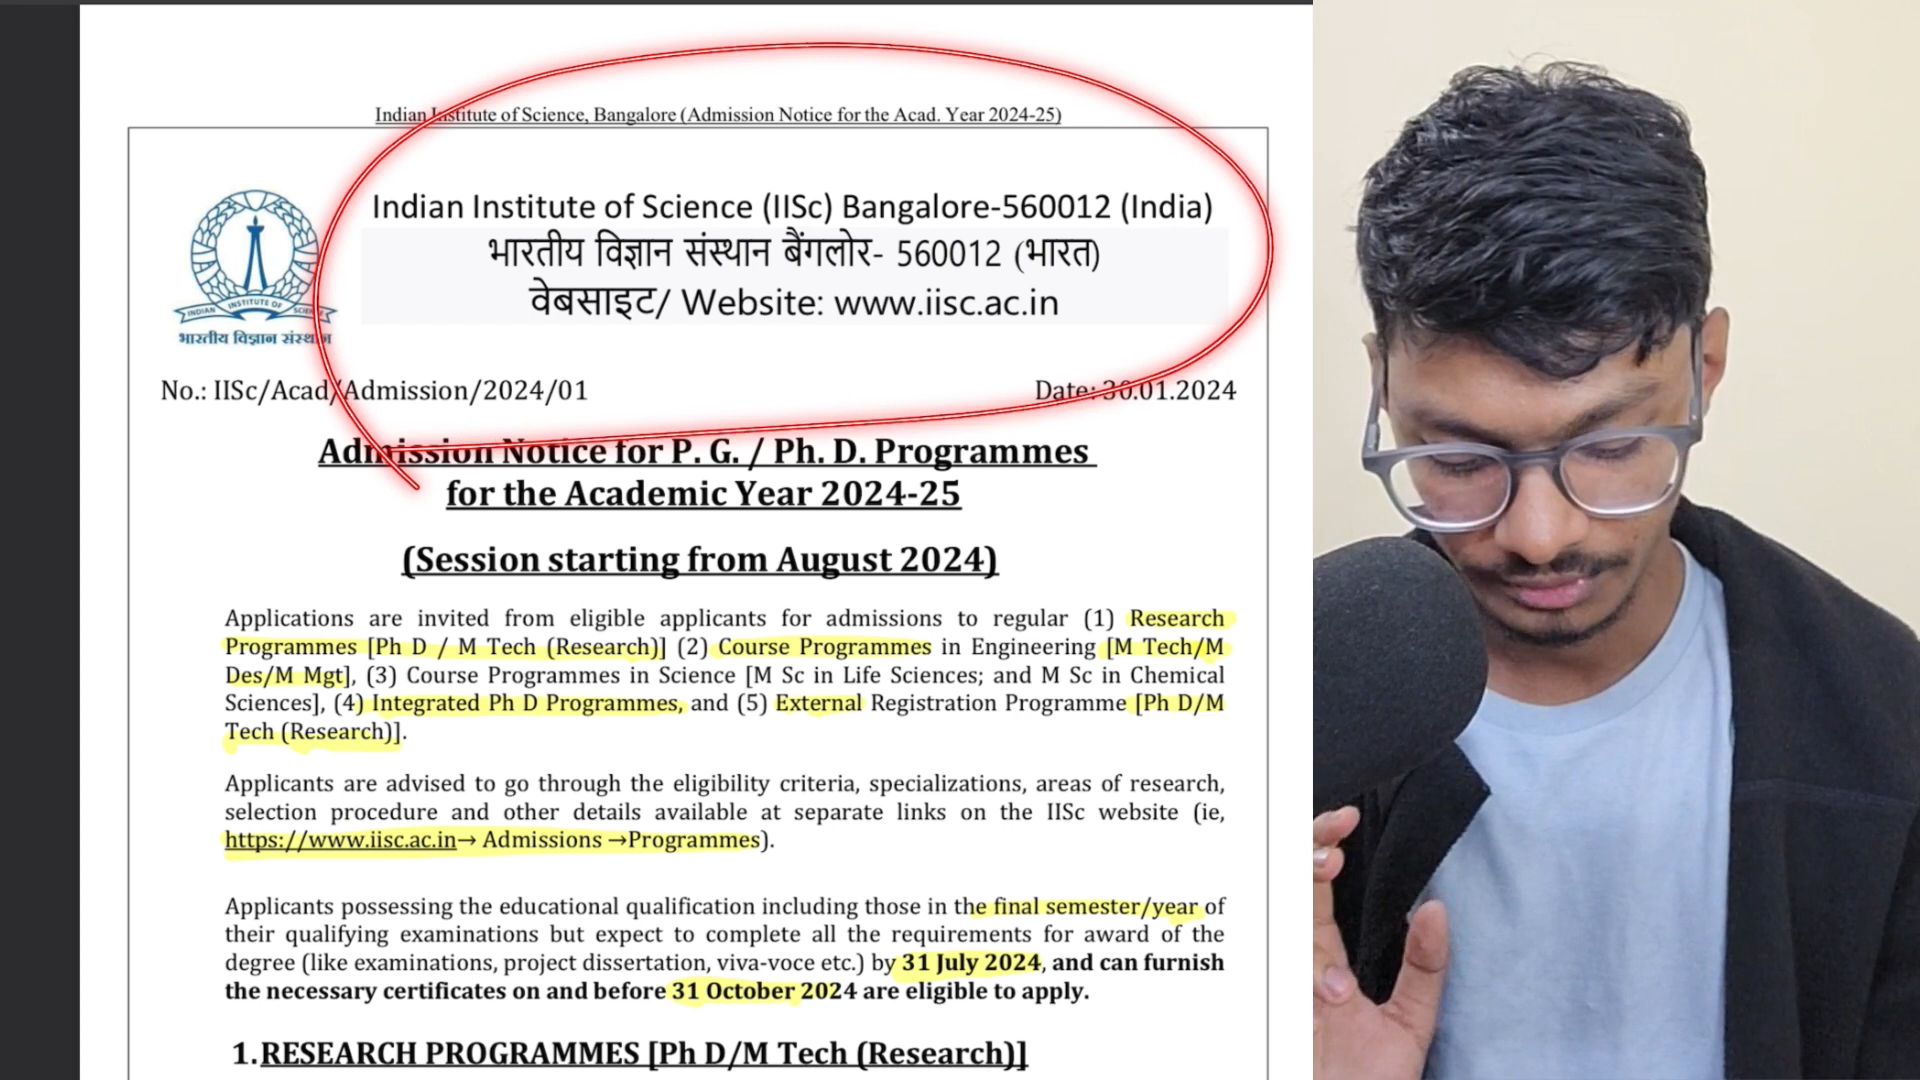 Indian Institute of Science, Bangalore (Admission Notice for the Acad. Year 2024-25)
Indian Institute of Science (IISc) Bangalore-560012 (India)
भारतीय विज्ञान संस्थान बैंगलोर- 560012 (भारत)
वेबसाइट/ Website: www.iisc.ac.in
INDIAN INSTITUTE OF SCIENCE
भारतीय विज्ञान संस्थान
No.: IISc/Acad/Admission/2024/01
Date: 30.01.2024
Admission Notice for P. G. / Ph. D. Programmes
for the Academic Year 2024-25
(Session starting from August 2024)
Applications are invited from eligible applicants for admissions to regular (1) Research
Programmes [Ph D / M Tech (Research)] (2) Course Programmes in Engineering [M Tech/M
Des/M Mgt], (3) Course Programmes in Science [M Sc in Life Sciences; and M Sc in Chemical
Sciences], (4) Integrated Ph D Programmes, and (5) External Registration Programme [Ph D/M
Tech (Research)].
Applicants are advised to go through the eligibility criteria, specializations, areas of research,
selection procedure and other details available at separate links on the IISc website (ie,
https://www.iisc.ac.in→ Admissions →Programmes).
Applicants possessing the educational qualification including those in the final semester/year of
their qualifying examinations but expect to complete all the requirements for award of the
degree (like examinations, project dissertation, viva-voce etc.) by 31 July 2024, and can furnish
the necessary certificates on and before 31 October 2024 are eligible to apply.
1. RESEARCH PROGRAMMES [Ph D/M Tech (Research)]